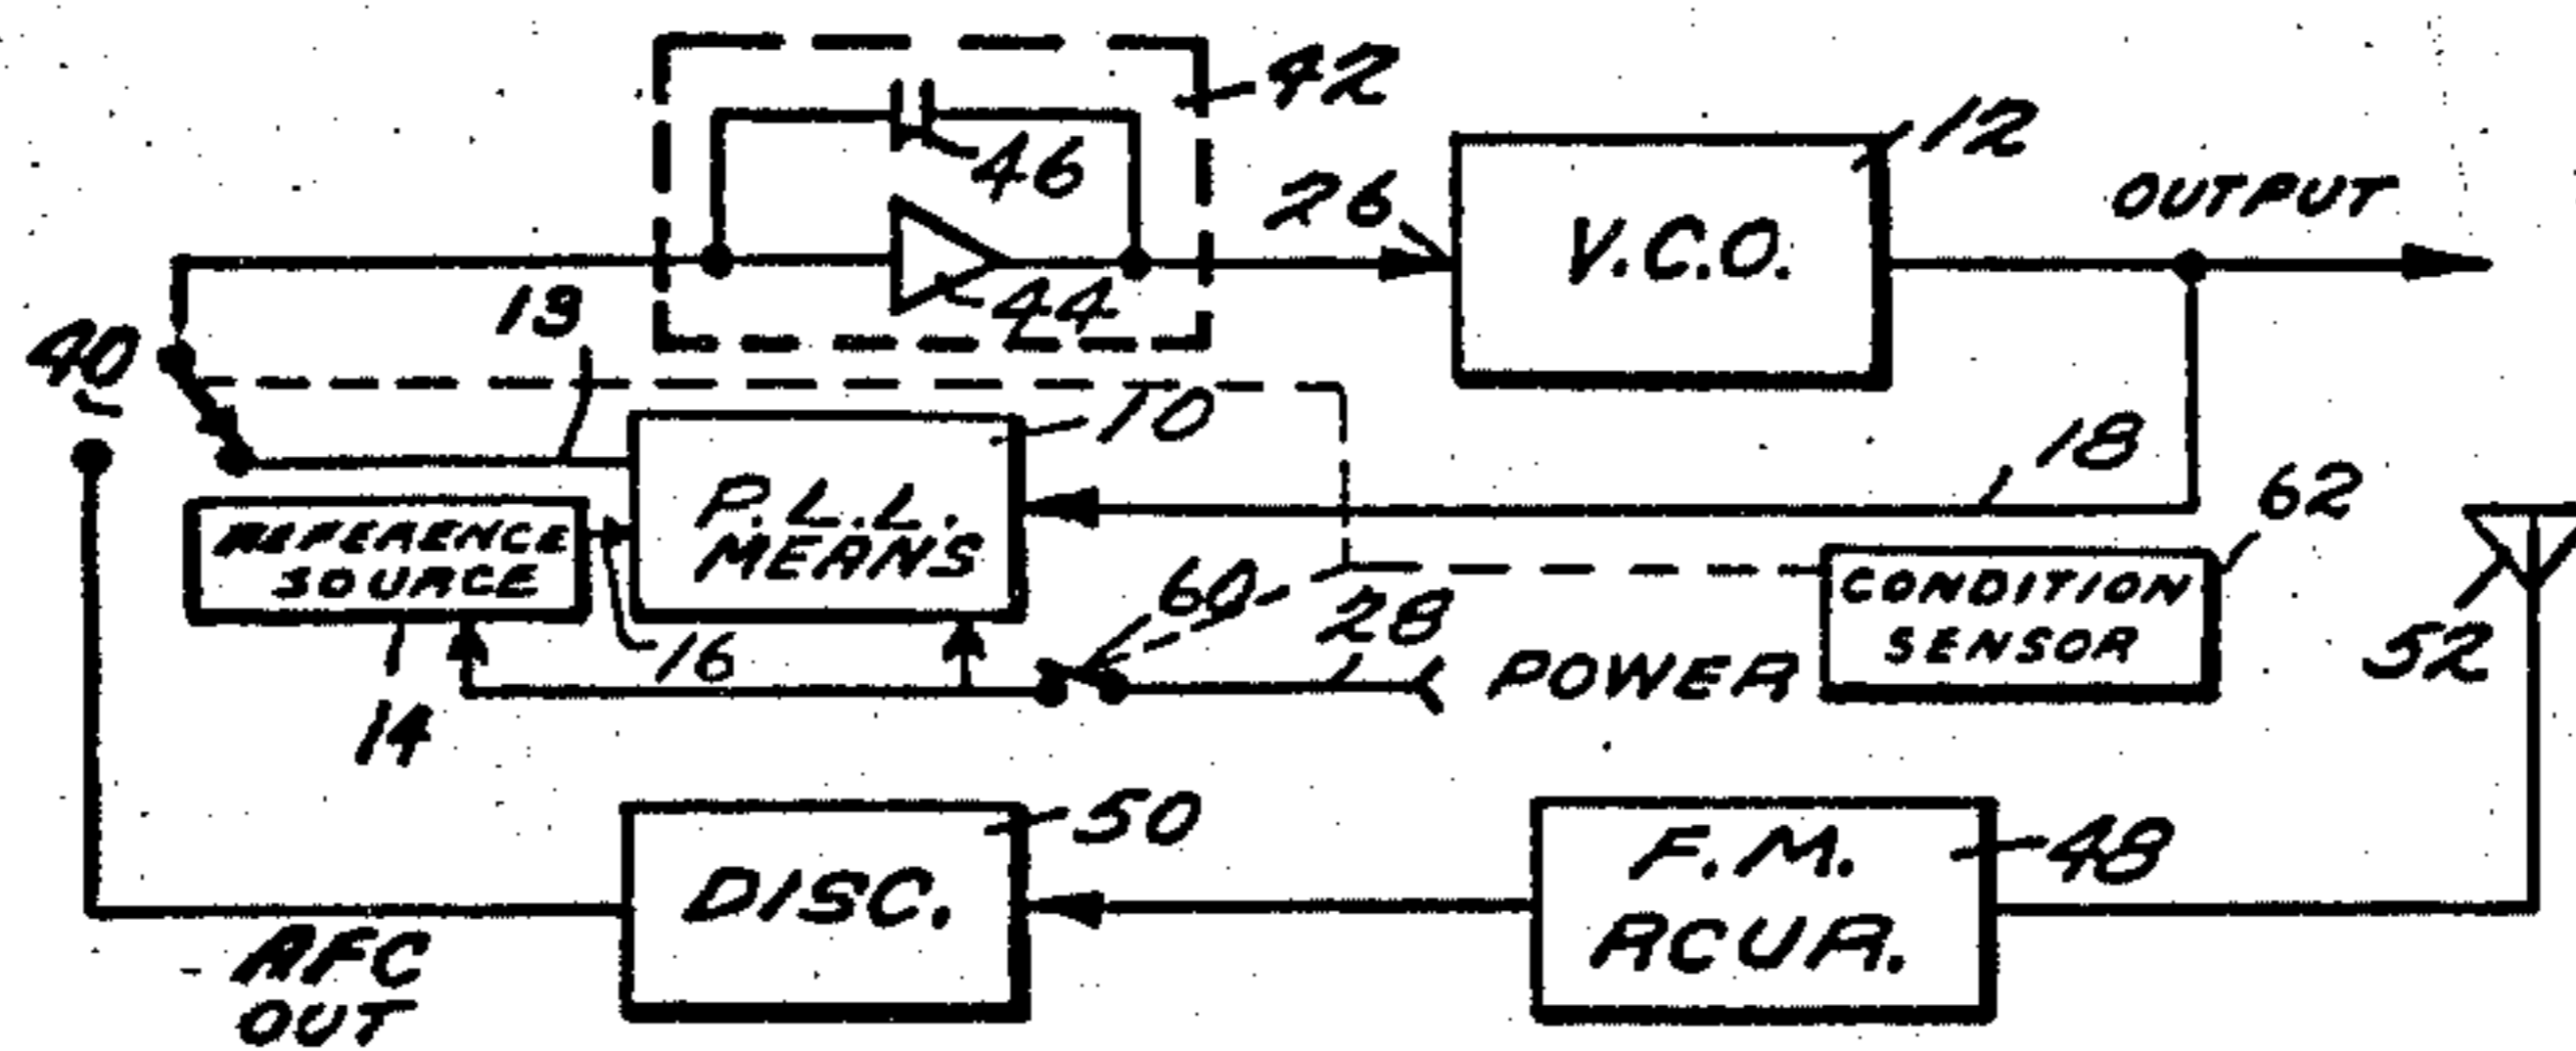 42
46
12
26
OUTPUT
V.C.O.
44
13
40
10
18
62
P.L.L.
MEANS
REFERENCE
SOURCE
60
28
CONDITION
SENSOR
16
POWER
52
14
50
F.M.
RCVR.
48
DISC.
AFC
OUT